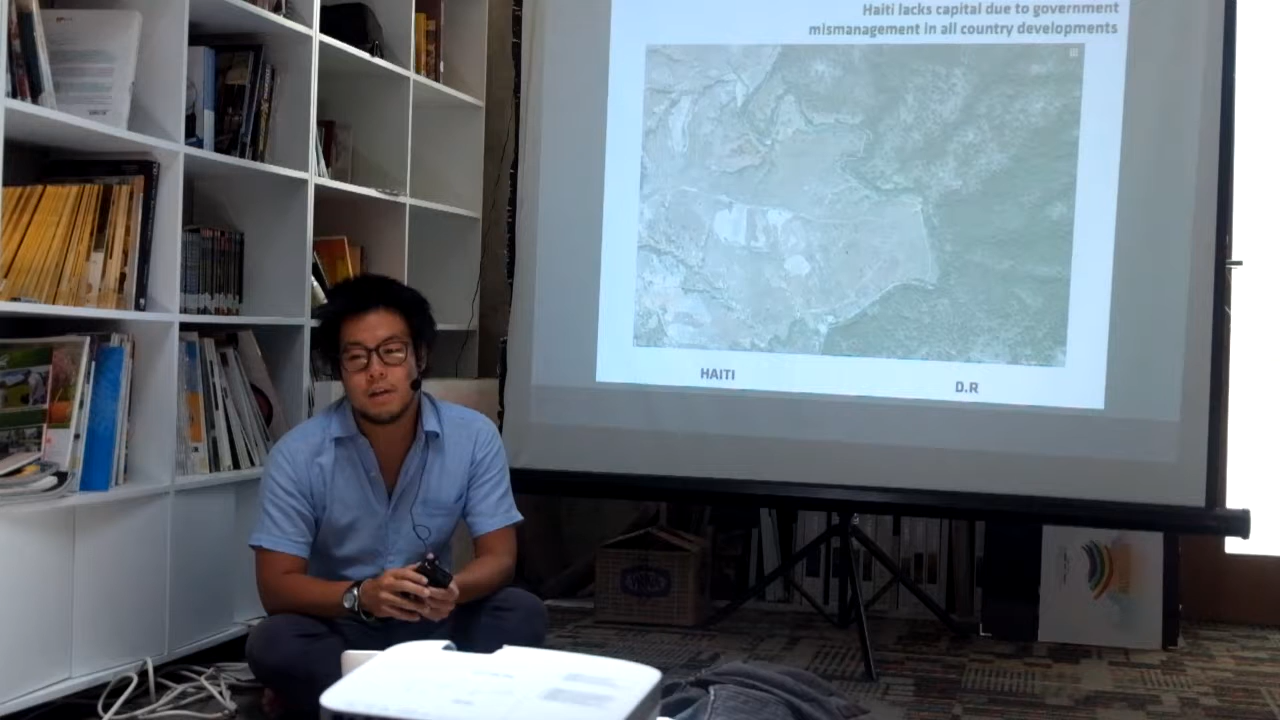 Haiti lacks capital due to government
mismanagement in all country developments
HAITI
D.R